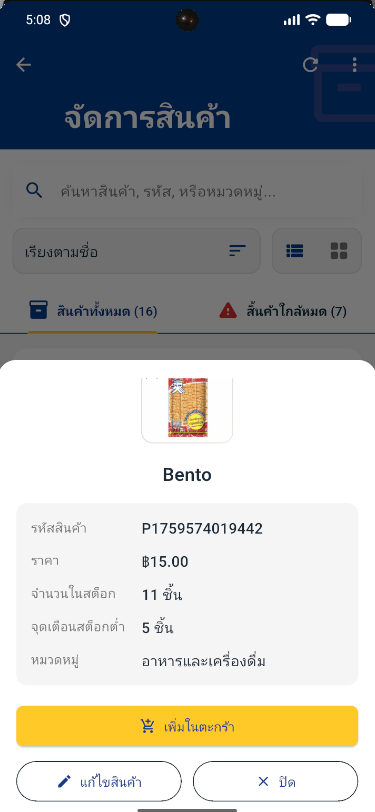 5:08
จัดการสินค้า
ค้นหาสินค้า, รหัส, หรือหมวดหมู่...
เรียงตามชื่อ
สินค้าทั้งหมด (16)
สินค้าใกล้หมด (7)
Bento
รหัสสินค้า P1759574019442
ราคา ฿15.00
จำนวนในสต็อก 11 ชิ้น
จุดเตือนสต็อกต่ำ 5 ชิ้น
หมวดหมู่ อาหารและเครื่องดื่ม
เพิ่มในตะกร้า
แก้ไขสินค้า
ปิด